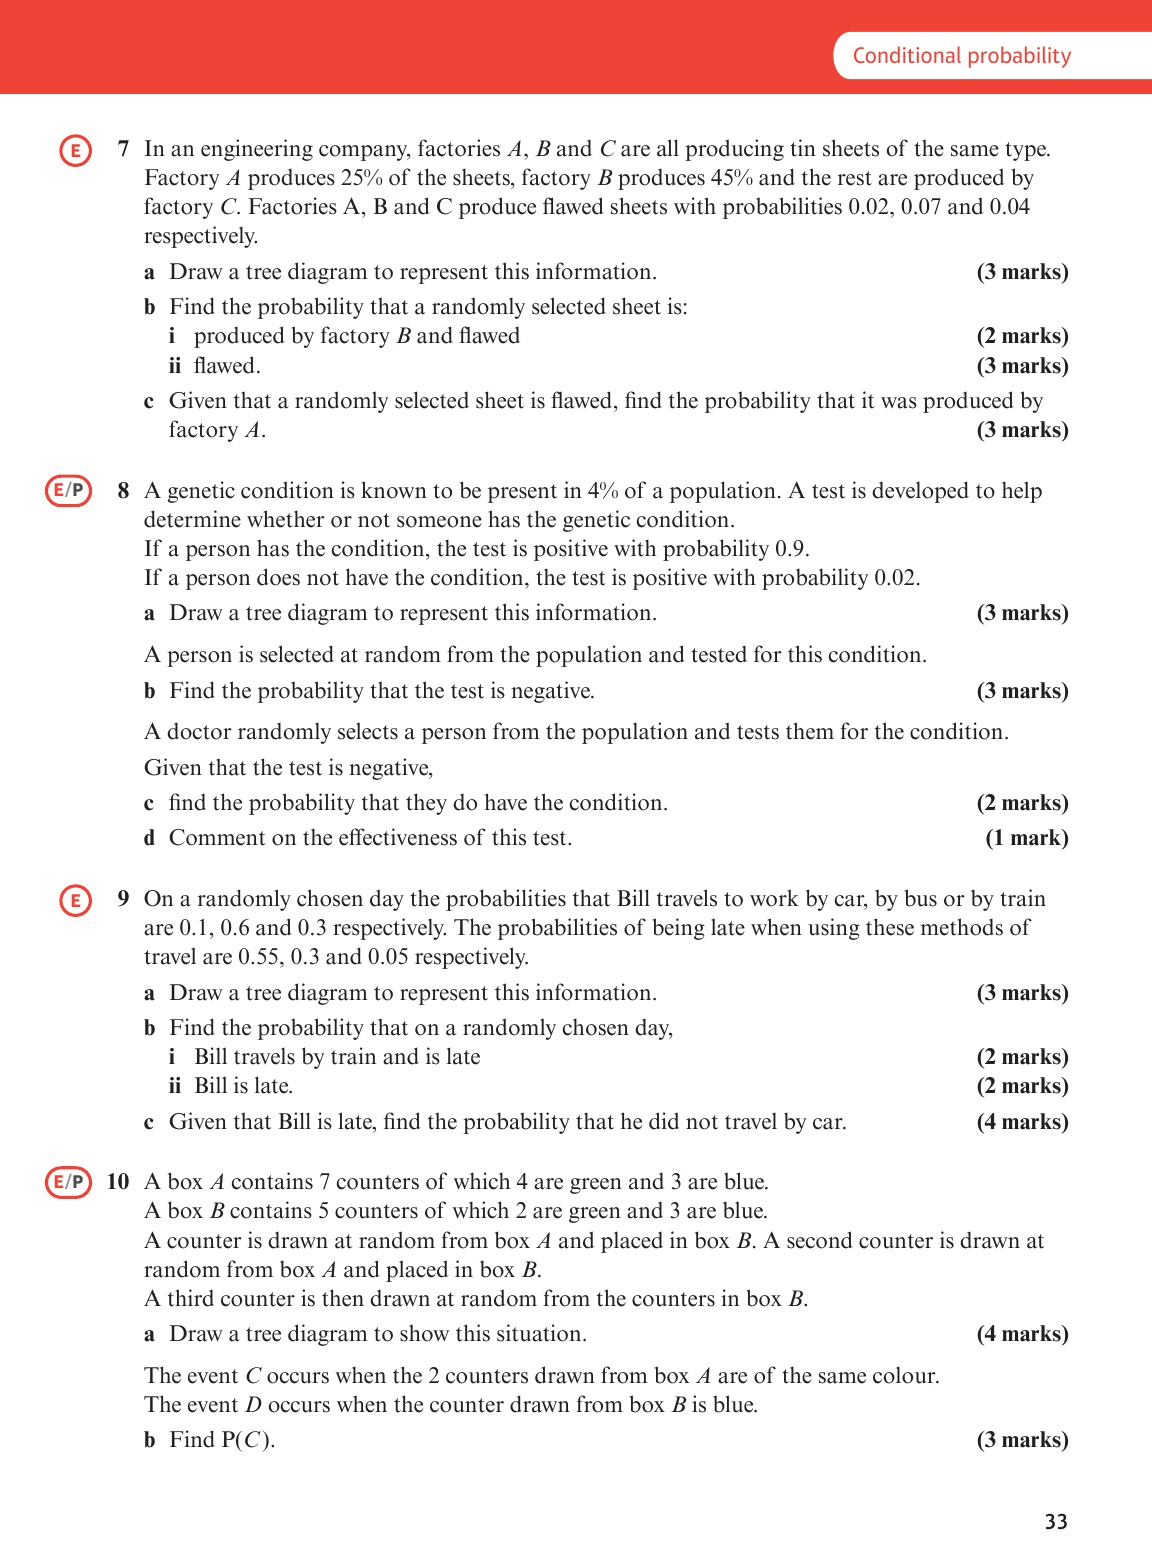 Conditional probability
E 7 In an engineering company, factories A, B and C are all producing tin sheets of the same type.
Factory A produces 25% of the sheets, factory B produces 45% and the rest are produced by
factory C. Factories A, B and C produce flawed sheets with probabilities 0.02, 0.07 and 0.04
respectively.
a Draw a tree diagram to represent this information. (3 marks)
b Find the probability that a randomly selected sheet is:
i produced by factory B and flawed (2 marks)
ii flawed. (3 marks)
c Given that a randomly selected sheet is flawed, find the probability that it was produced by
factory A. (3 marks)
E/P 8 A genetic condition is known to be present in 4% of a population. A test is developed to help
determine whether or not someone has the genetic condition.
If a person has the condition, the test is positive with probability 0.9.
If a person does not have the condition, the test is positive with probability 0.02.
a Draw a tree diagram to represent this information. (3 marks)
A person is selected at random from the population and tested for this condition.
b Find the probability that the test is negative. (3 marks)
A doctor randomly selects a person from the population and tests them for the condition.
Given that the test is negative,
c find the probability that they do have the condition. (2 marks)
d Comment on the effectiveness of this test. (1 mark)
E 9 On a randomly chosen day the probabilities that Bill travels to work by car, by bus or by train
are 0.1, 0.6 and 0.3 respectively. The probabilities of being late when using these methods of
travel are 0.55, 0.3 and 0.05 respectively.
a Draw a tree diagram to represent this information. (3 marks)
b Find the probability that on a randomly chosen day,
i Bill travels by train and is late (2 marks)
ii Bill is late. (2 marks)
c Given that Bill is late, find the probability that he did not travel by car. (4 marks)
E/P 10 A box A contains 7 counters of which 4 are green and 3 are blue.
A box B contains 5 counters of which 2 are green and 3 are blue.
A counter is drawn at random from box A and placed in box B. A second counter is drawn at
random from box A and placed in box B.
A third counter is then drawn at random from the counters in box B.
a Draw a tree diagram to show this situation. (4 marks)
The event C occurs when the 2 counters drawn from box A are of the same colour.
The event D occurs when the counter drawn from box B is blue.
b Find P(C). (3 marks)
33